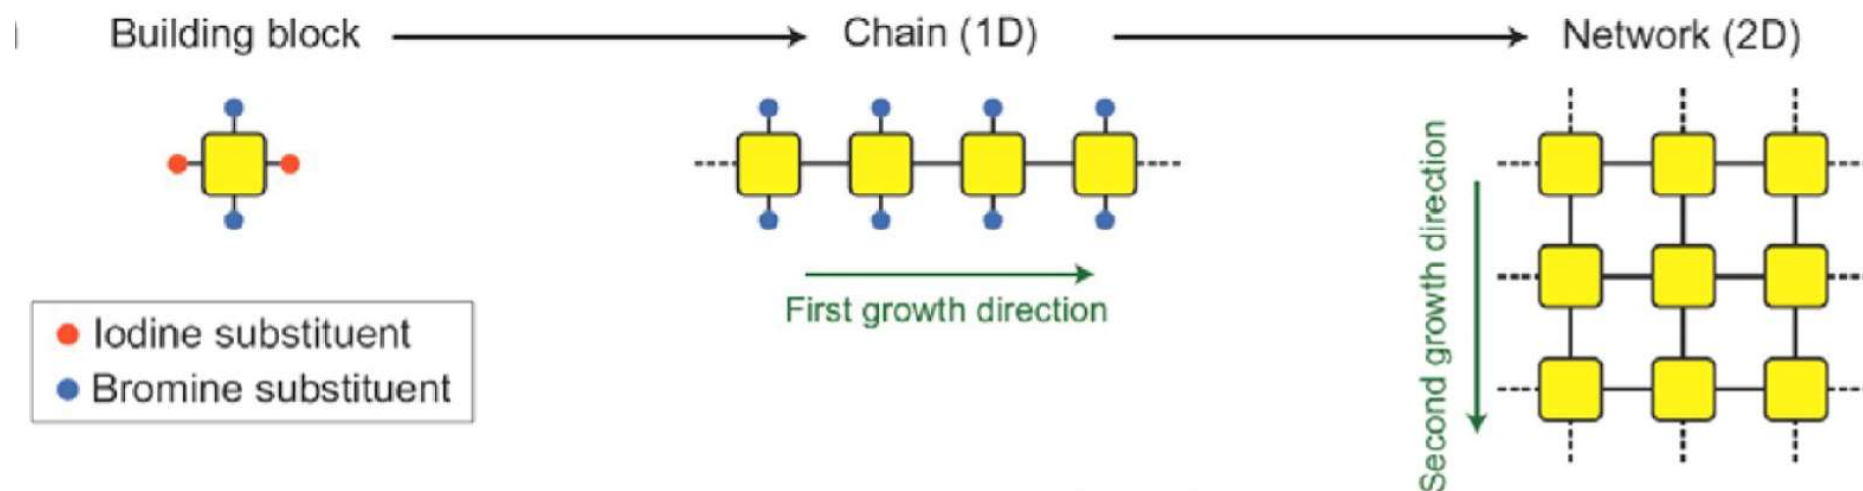 Building block
Chain (1D)
Network (2D)
First growth direction
Second growth direction
Iodine substituent
Bromine substituent